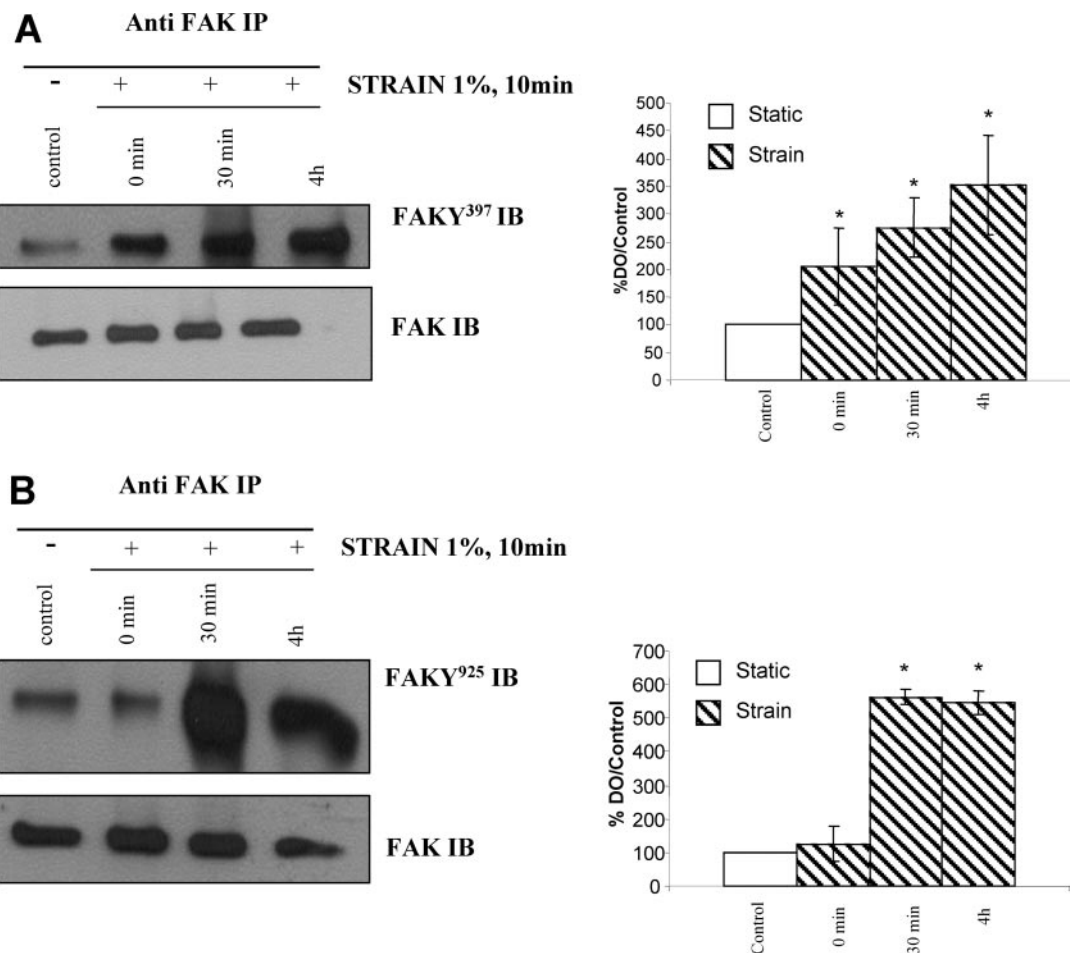 A
Anti FAK IP
- + + + STRAIN 1%, 10min
control 0 min 30 min 4h
FAKY³⁹⁷ IB
FAK IB
500
450
400
350
300
250
200
150
100
50
0
%DO/Control
Static
Strain
* * *
Control 0 min 30 min 4h
B
Anti FAK IP
- + + + STRAIN 1%, 10min
control 0 min 30 min 4h
FAKY⁹²⁵ IB
FAK IB
700
600
500
400
300
200
100
0
% DO/Control
Static
Strain
* *
Control 0 min 30 min 4h